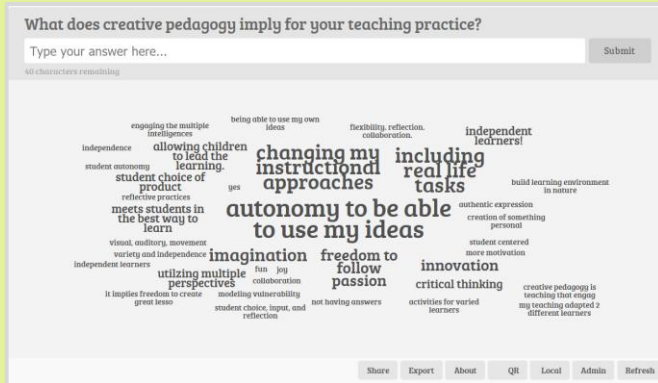 What does creative pedagogy imply for your teaching practice?
Type your answer here...
Submit
40 characters remaining
engaging the multiple
intelligences
being able to use my own
ideas
flexibility. reflection.
collaboration.
independent
learners!
independence
allowing children
to lead the
learning.
changing my
instructional
approaches
including
real life
tasks
student autonomy
student choice of
product
yes
build learning environment
in nature
reflective practices
meets students in
the best way to
learn
autonomy to be able
to use my ideas
authentic expression
creation of something
personal
visual, auditory, movement
variety and independence
independent learners
imagination
freedom to
follow
passion
student centered
more motivation
innovation
utilzing multiple
perspectives
fun
joy
collaboration
critical thinking
creative pedagogy is
teaching that engag
it implies freedom to create
great lesso
modeling vulnerability
not having answers
activities for varied
learners
my teaching adapted 2
different learners
student choice, input, and
reflection
Share Export About QR Local Admin Refresh